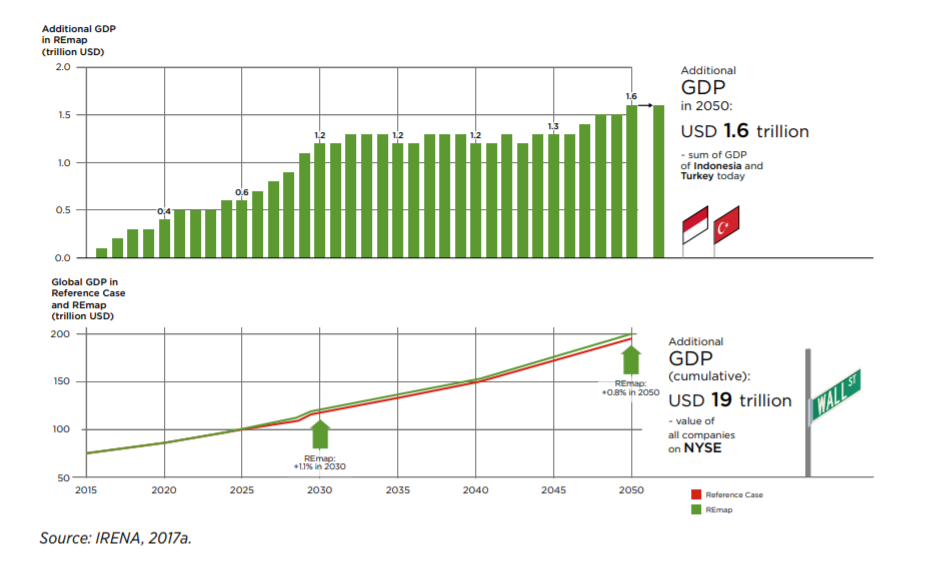 Additional GDP
in REmap
(trillion USD)
2.0
1.5
1.0
0.5
0.0
0.4
0.6
1.2
1.2
1.2
1.3
1.6
Additional
GDP
in 2050:
USD 1.6 trillion
- sum of GDP
of Indonesia and
Turkey today
Global GDP in
Reference Case
and REmap
(trillion USD)
200
150
100
50
REmap:
+1.1% in 2030
REmap:
+0.8% in 2050
2015 2020 2025 2030 2035 2040 2045 2050
Additional
GDP
(cumulative):
USD 19 trillion
- value of
all companies
on NYSE
WALL ST
Reference Case
REmap
Source: IRENA, 2017a.